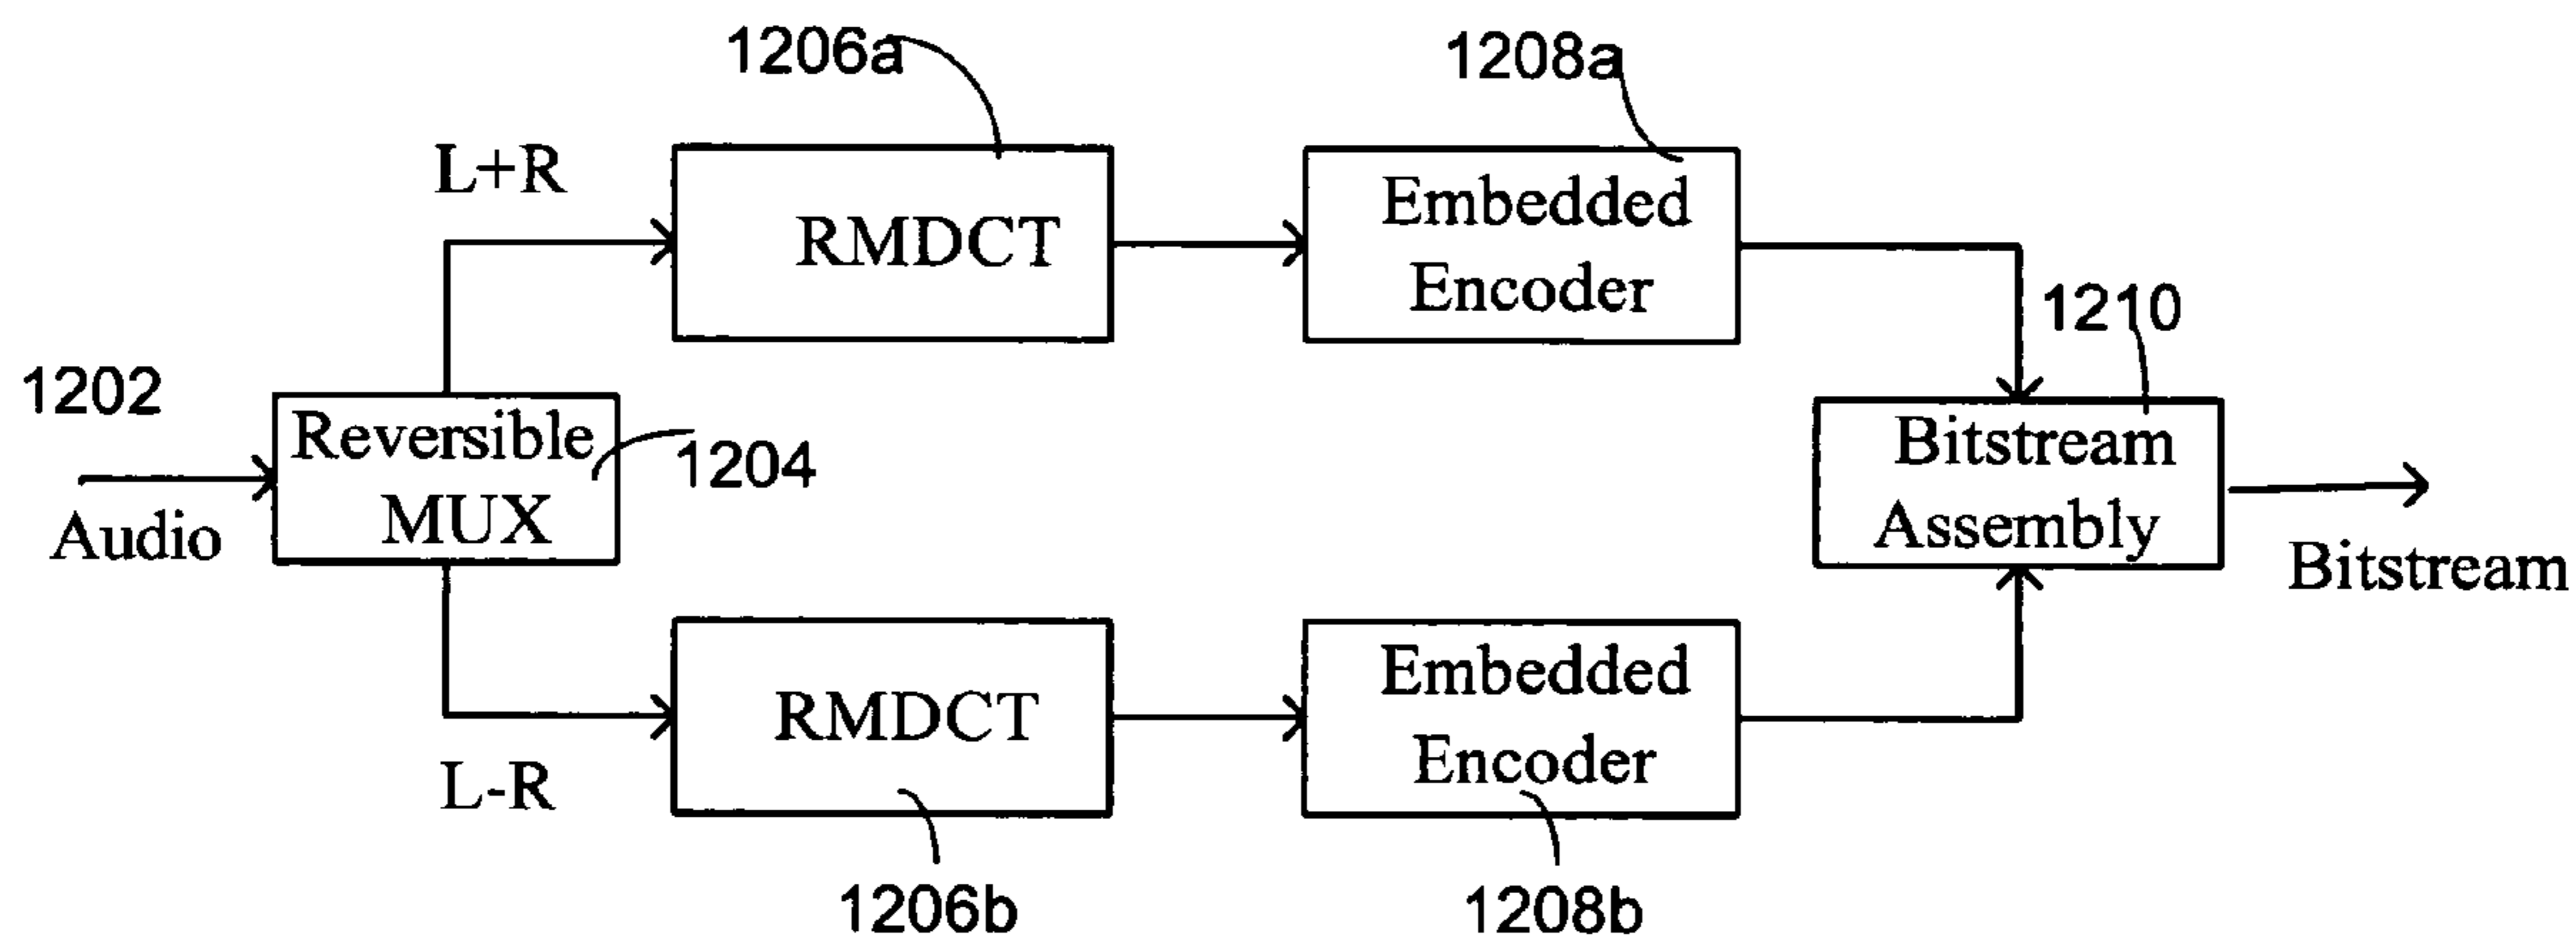 1206a
1208a
L+R
RMDCT
Embedded
Encoder
1210
1202
Reversible
MUX
1204
Audio
Bitstream
Assembly
Bitstream
L-R
RMDCT
Embedded
Encoder
1206b
1208b